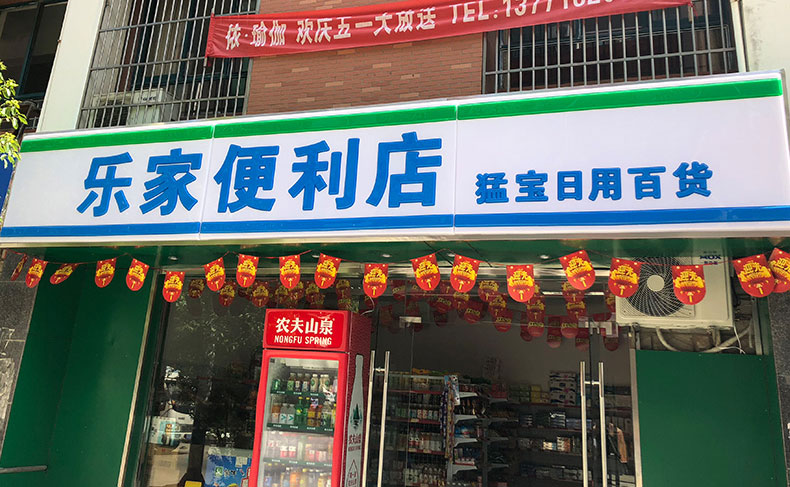 依·瑜伽 欢庆五一大放送 TEL:
乐家便利店 猛宝日用百货
农夫山泉
NONGFU SPRING